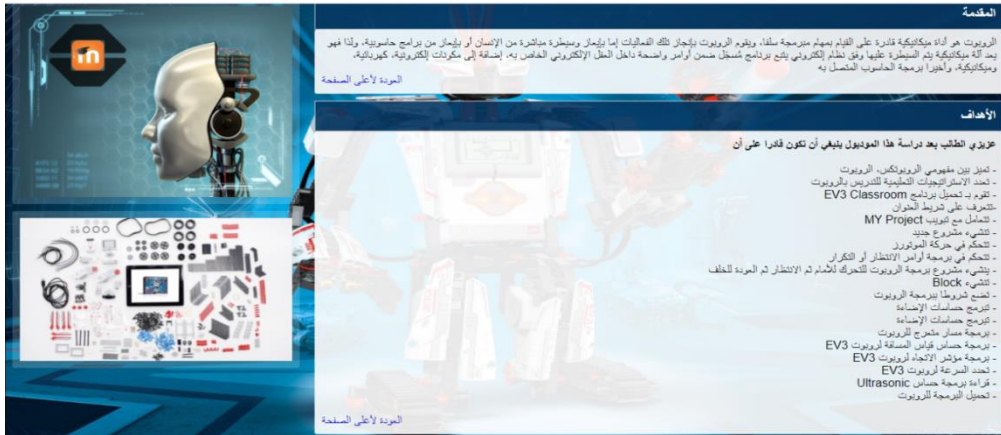 المقدمة
الروبوت هو أداة ميكانيكية قادرة على القيام بمهام مبرمجة سلفا، ويقوم الروبوت بإنجاز تلك الفعاليات إما بإيعاز وسيطرة مباشرة من الإنسان أو بإيعاز من برامج حاسوبية. ولذا فهو
يعد آلة ميكانيكية يتم السيطرة عليها وفق نظام إلكتروني يتبع برنامج مُسجّل ضمن أوامر واضحة داخل العقل الإلكتروني الخاص به، إضافة إلى مكونات إلكترونية، كهربائية،
وميكانيكية، وأخيرا برمجة الحاسوب المتصل به
العودة لأعلى الصفحة
الأهداف
عزيزي الطالب بعد دراسة هذا الموديول ينبغي أن تكون قادرا على أن
- تميز بين مفهومي الروبوتكس، الروبوت
- تعدد الاستراتيجيات التعليمية للتدريس بالروبوت
- تقوم بـ تحميل برنامج EV3 Classroom
-تتعرف على شريط العنوان
- تتعامل مع تبويب MY Project
- تنشيء مشروع جديد
- تتحكم في حركة الموتورز
- تتحكم في برمجة أوامر الانتظار أو التكرار
- ينشيء مشروع برمجة الروبوت للتحرك للأمام ثم الانتظار ثم العودة للخلف
- تنشيء Block
- تضع شروطا ببرمجة الروبوت
- تبرمج حساسات الإضاءة
- تبرمج حساسات الإضاءة
- برمجة مسار متعرج للروبوت
- برمجة حساس قياس المسافة لروبوت EV3
- برمجة مؤشر الاتجاه لروبوت EV3
- تحدد السرعة لروبوت EV3
- قراءة برمجة حساس Ultrasonic
- تحميل البرمجة للروبوت
العودة لأعلى الصفحة